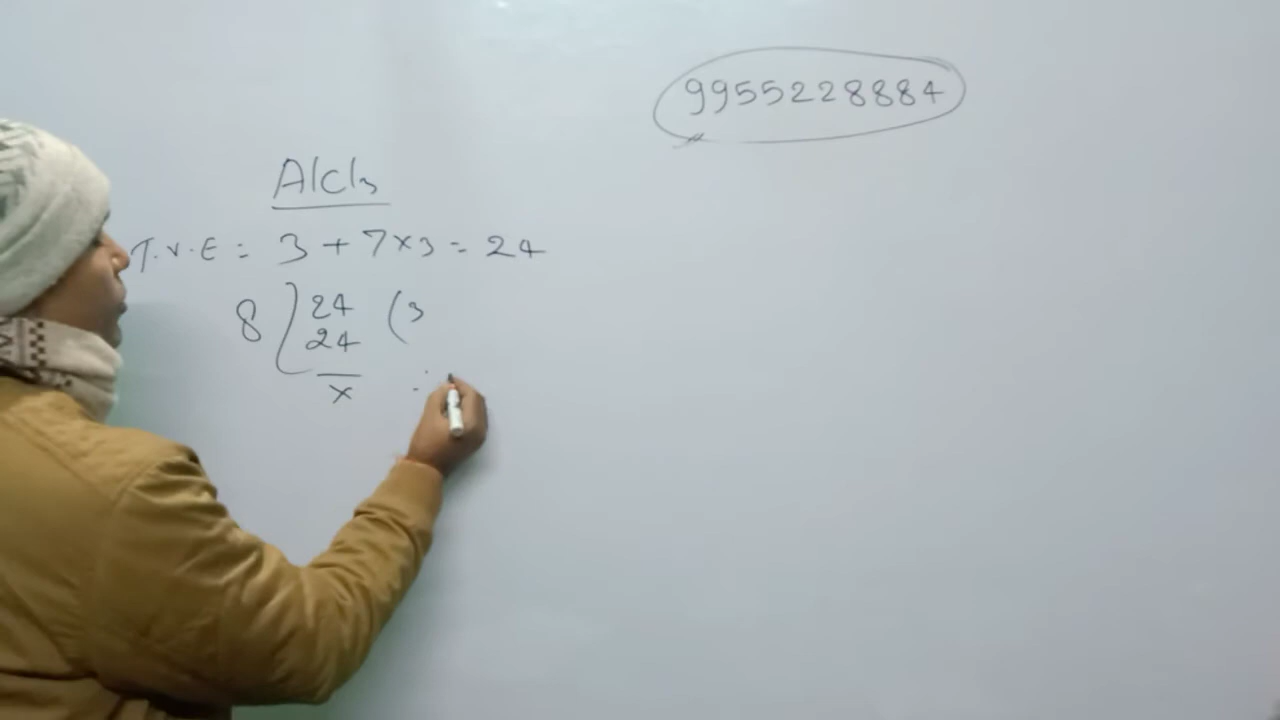 9955228884
AlCl3
T.V.E = 3 + 7×3 = 24
8 ) 24 ( 3
24
×
∴